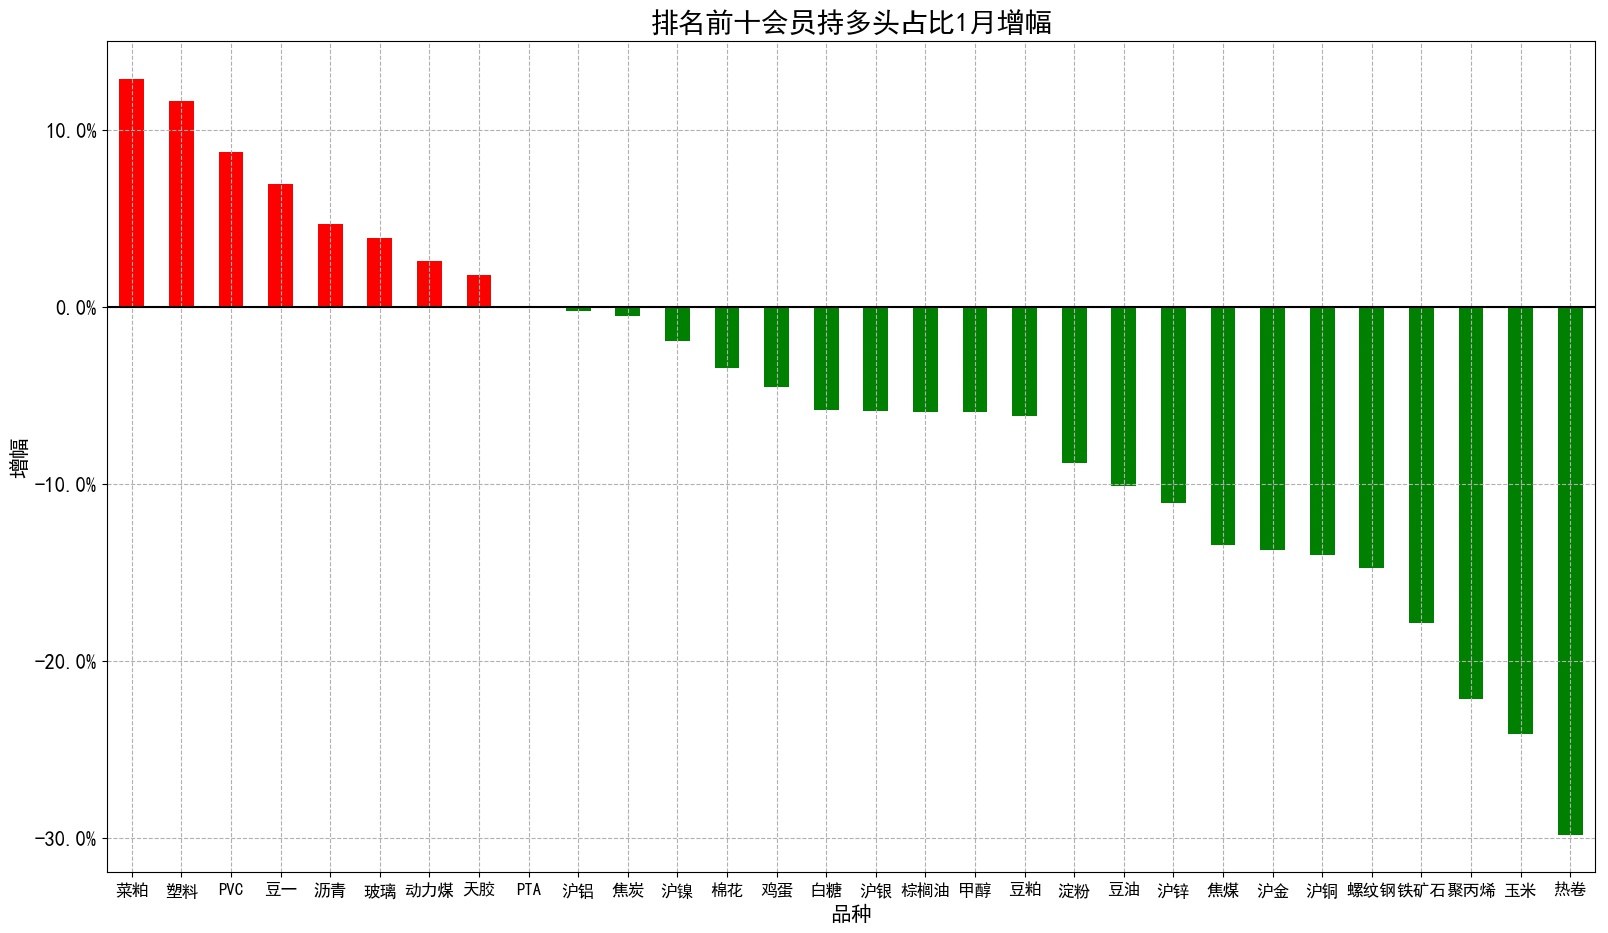 排名前十会员持多头占比1月增幅
10.0%
0.0%
-10.0%
-20.0%
-30.0%
增幅
菜粕 塑料 PVC 豆一 沥青 玻璃 动力煤 天胶 PTA 沪铝 焦炭 沪镍 棉花 鸡蛋 白糖 沪银 棕榈油 甲醇 豆粕 淀粉 豆油 沪锌 焦煤 沪金 沪铜 螺纹钢 铁矿石 聚丙烯 玉米 热卷
品种